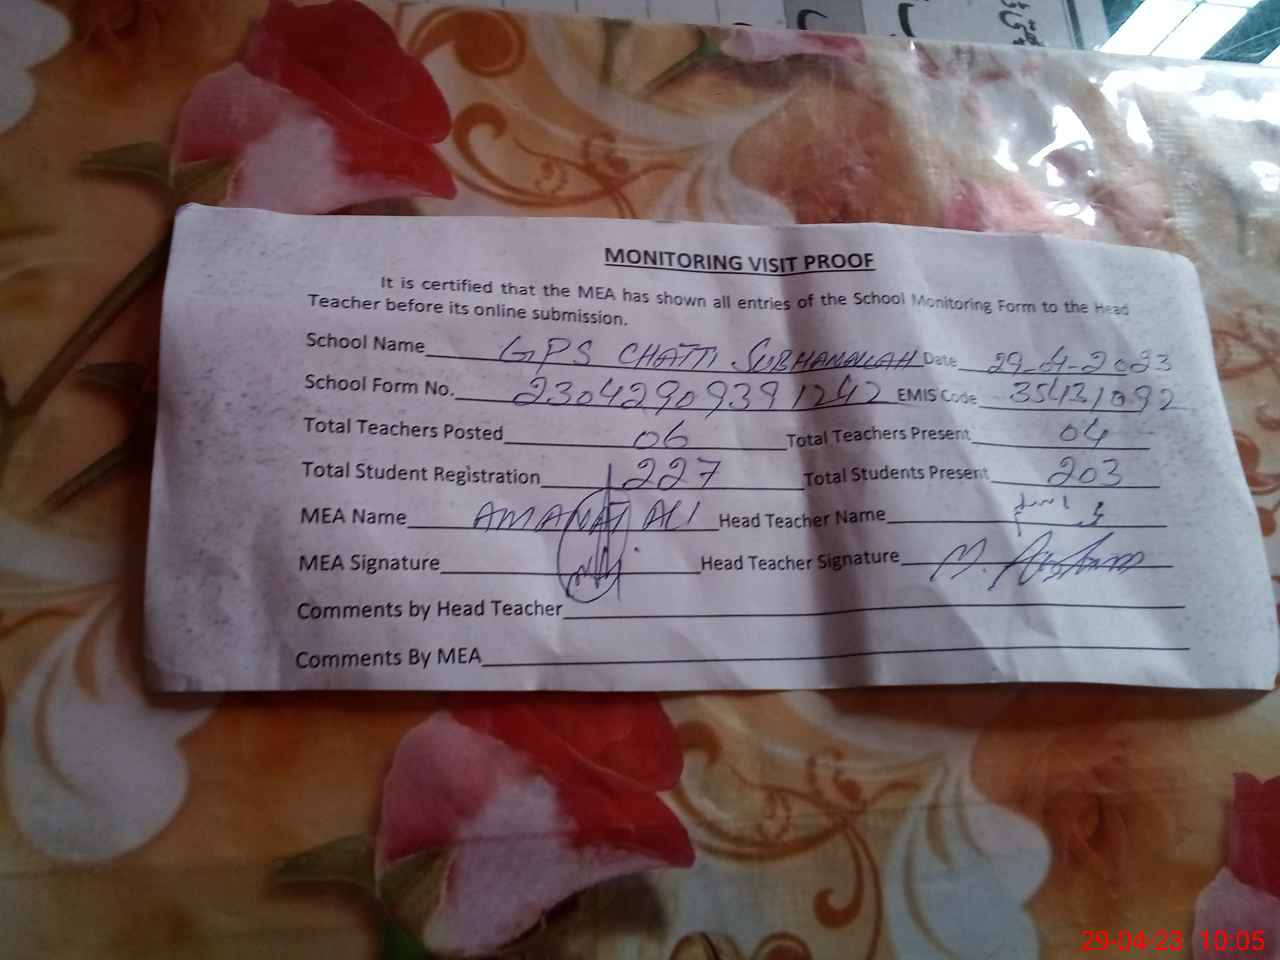 MONITORING VISIT PROOF
It is certified that the MEA has shown all entries of the School Monitoring Form to the Head
Teacher before its online submission.
School Name GPS CHATTI SUBHANALLAH Date 29-4-2023
School Form No. 23042909391242 EMIS Code 35431092
Total Teachers Posted 06 Total Teachers Present 04
Total Student Registration 227 Total Students Present 203
MEA Name AMANAT ALI Head Teacher Name
MEA Signature Head Teacher Signature M.
Comments by Head Teacher
Comments By MEA
29-04-23 10:05